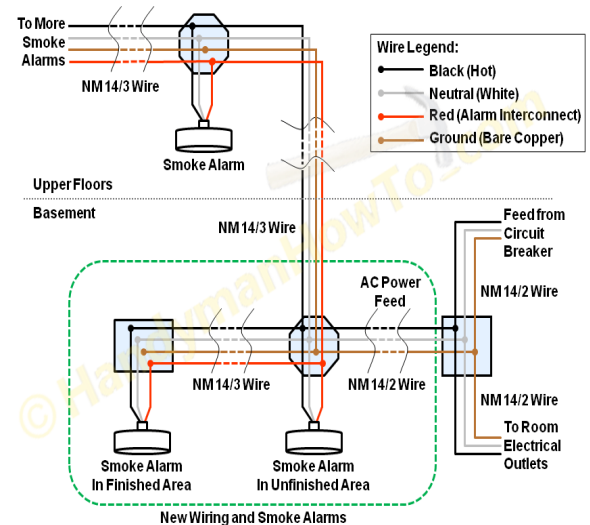 To More
Smoke
Alarms
NM 14/3 Wire
Smoke Alarm
Wire Legend:
Black (Hot)
Neutral (White)
Red (Alarm Interconnect)
Ground (Bare Copper)
Upper Floors
Basement
NM 14/3 Wire
Feed from
Circuit
Breaker
AC Power
Feed
NM 14/2 Wire
NM 14/3 Wire
NM 14/2 Wire
NM 14/2 Wire
To Room
Electrical
Outlets
Smoke Alarm
In Finished Area
Smoke Alarm
In Unfinished Area
New Wiring and Smoke Alarms
© HandymanHowTo.com